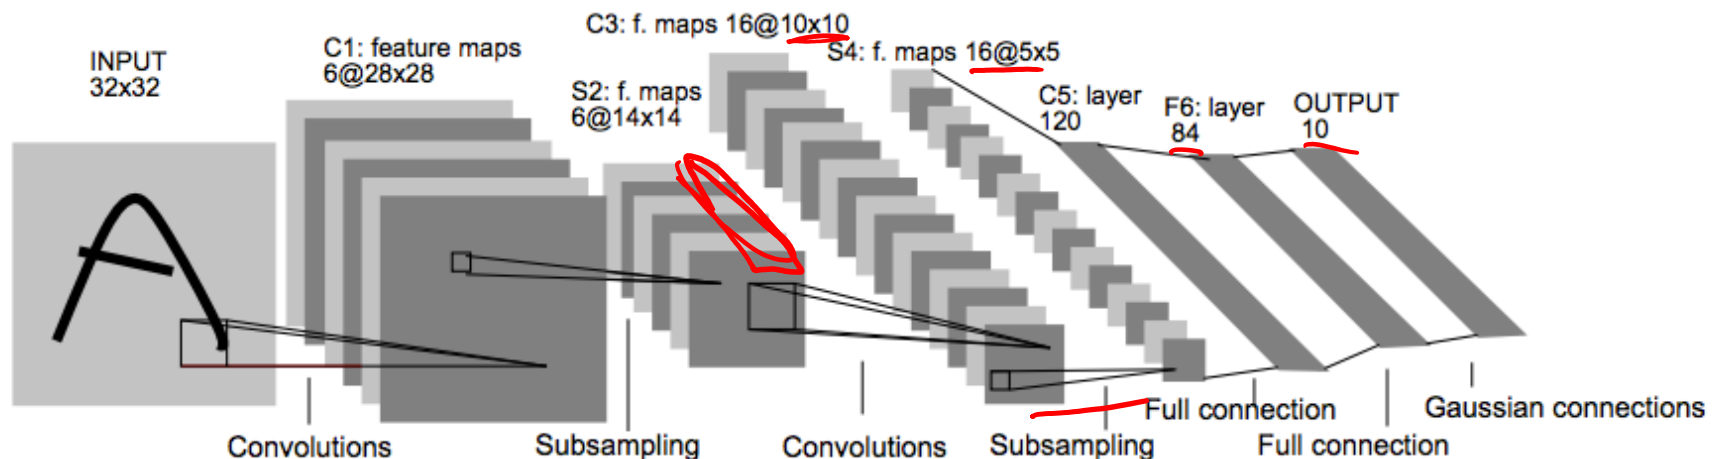 INPUT
32x32
C1: feature maps
6@28x28
S2: f. maps
6@14x14
C3: f. maps 16@10x10
S4: f. maps 16@5x5
C5: layer
120
F6: layer
84
OUTPUT
10
Convolutions
Subsampling
Convolutions
Subsampling
Full connection
Full connection
Gaussian connections